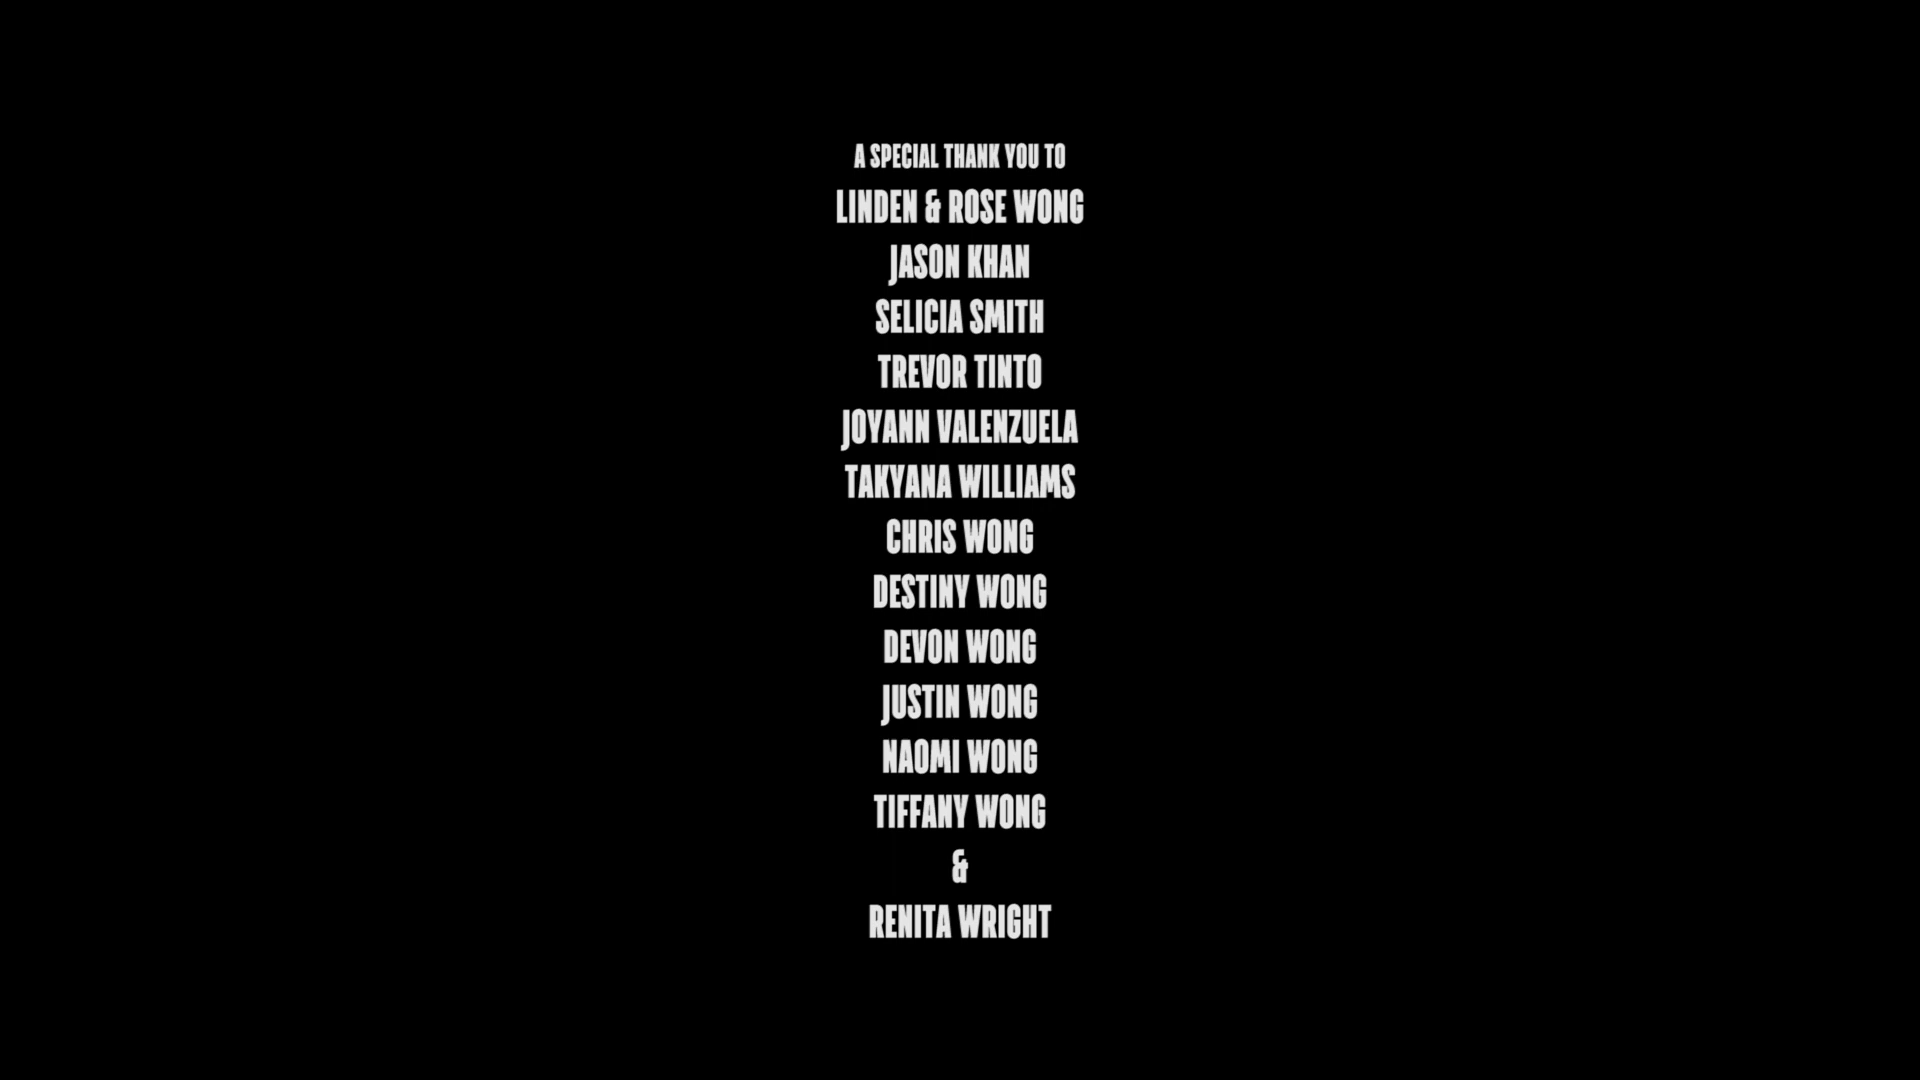 A SPECIAL THANK YOU TO
LINDEN & ROSE WONG
JASON KHAN
SELICIA SMITH
TREVOR TINTO
JOYANN VALENZUELA
TAKYANA WILLIAMS
CHRIS WONG
DESTINY WONG
DEVON WONG
JUSTIN WONG
NAOMI WONG
TIFFANY WONG
&
RENITA WRIGHT